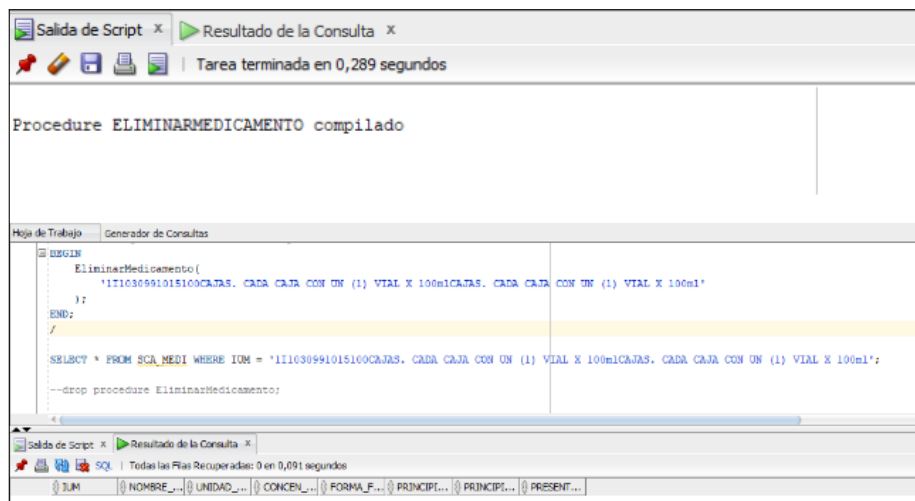 Salida de Script x Resultado de la Consulta x
Tarea terminada en 0,289 segundos
Procedure ELIMINARMEDICAMENTO compilado
Hoja de Trabajo Generador de Consultas
BEGIN
EliminarMedicamento(
'1I1030991015100CAJAS. CADA CAJA CON UN (1) VIAL X 100mlCAJAS. CADA CAJA CON UN (1) VIAL X 100ml'
);
END;
/
SELECT * FROM SCA_MEDI WHERE IUM = '1I1030991015100CAJAS. CADA CAJA CON UN (1) VIAL X 100mlCAJAS. CADA CAJA CON UN (1) VIAL X 100ml';
--drop procedure EliminarMedicamento;
Salida de Script x Resultado de la Consulta x
SQL | Todas las Filas Recuperadas: 0 en 0,091 segundos
IUM NOMBRE_... UNIDAD_... CONCEN_... FORMA_F... PRINCIPI... PRINCIPI... PRESENT...